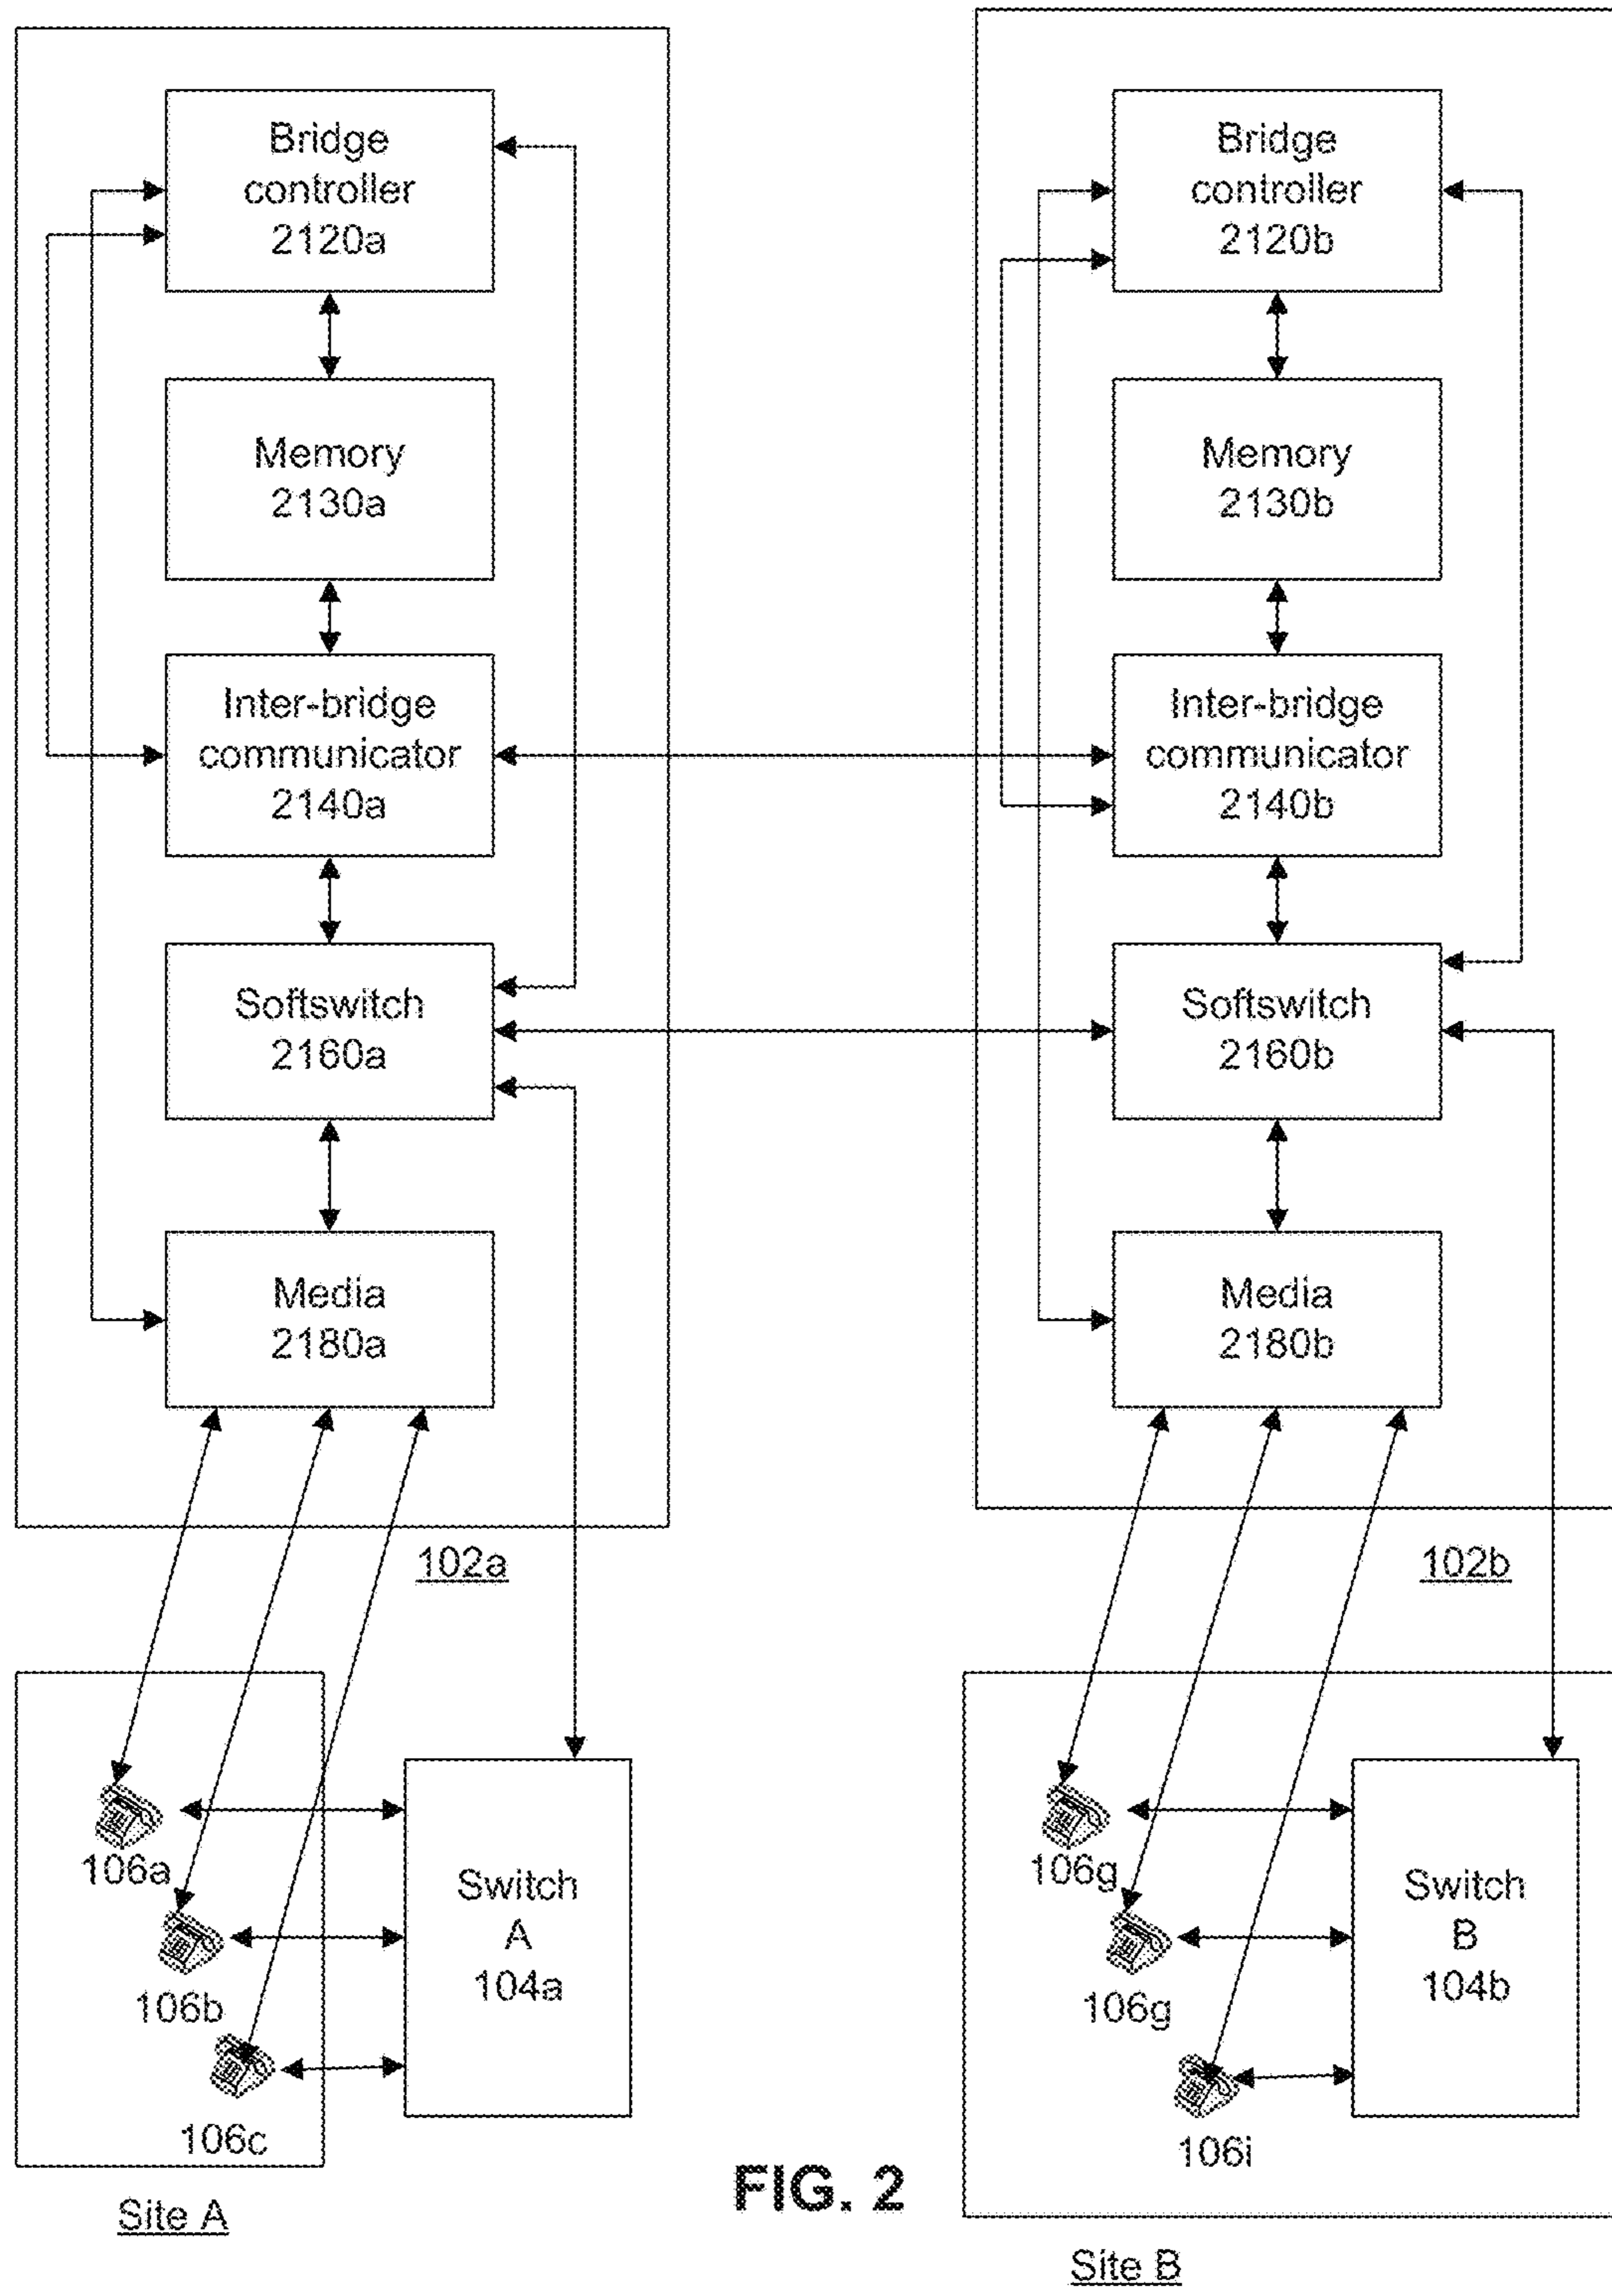 Bridge
controller
2120a
Memory
2130a
Inter-bridge
communicator
2140a
Softswitch
2160a
Media
2180a
102a
106a
106b
106c
Switch
A
104a
Site A
Bridge
controller
2120b
Memory
2130b
Inter-bridge
communicator
2140b
Softswitch
2160b
Media
2180b
102b
106g
106g
106i
Switch
B
104b
Site B
FIG. 2